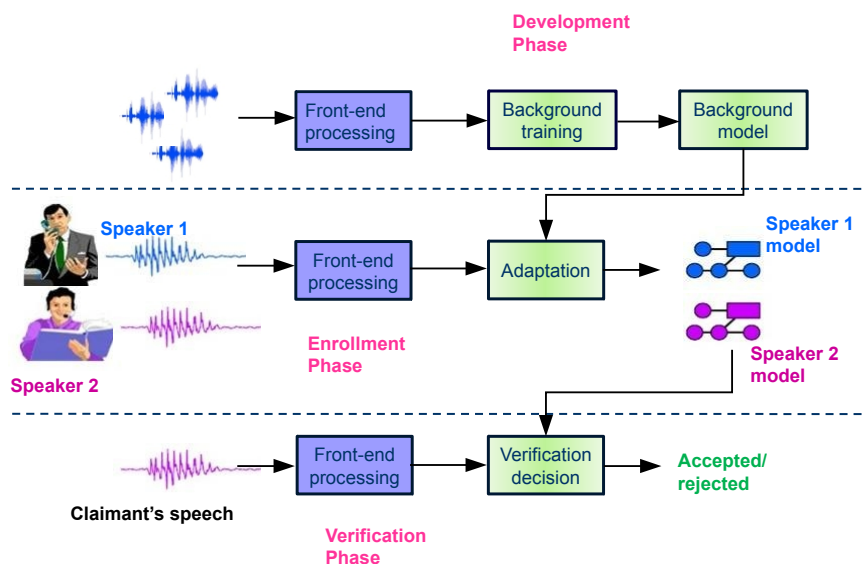 Development
Phase
Front-end
processing
Background
training
Background
model
Speaker 1
Front-end
processing
Adaptation
Speaker 1
model
Speaker 2
Enrollment
Phase
Speaker 2
model
Claimant's speech
Front-end
processing
Verification
decision
Accepted/
rejected
Verification
Phase